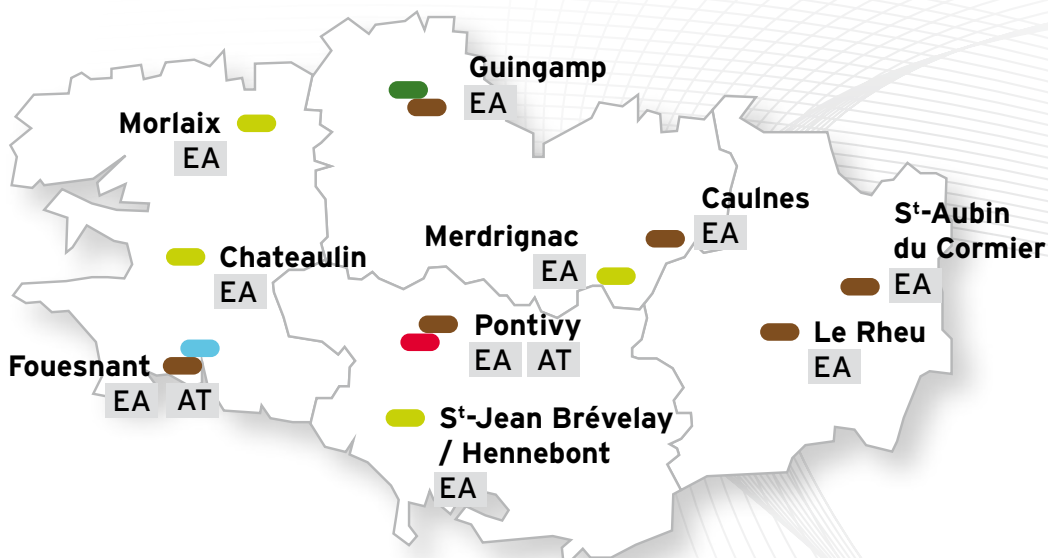 Guingamp
EA
Morlaix
EA
Caulnes
EA
St-Aubin
du Cormier
EA
Merdrignac
EA
Chateaulin
EA
Pontivy
EA AT
Le Rheu
EA
Fouesnant
EA AT
St-Jean Brévelay
/ Hennebont
EA